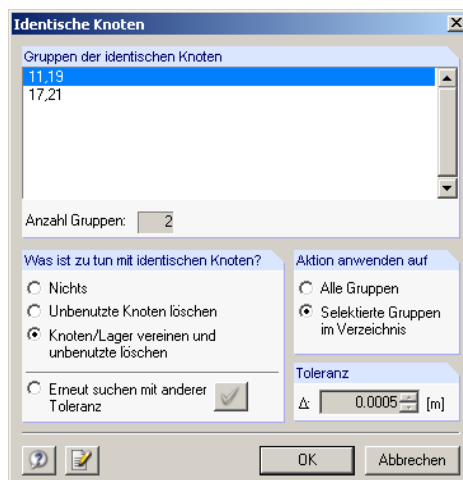 Identische Knoten
Gruppen der identischen Knoten
11,19
17,21
Anzahl Gruppen: 2
Was ist zu tun mit identischen Knoten?
Nichts
Unbenutzte Knoten löschen
Knoten/Lager vereinen und
unbenutzte löschen
Erneut suchen mit anderer
Toleranz
Aktion anwenden auf
Alle Gruppen
Selektierte Gruppen
im Verzeichnis
Toleranz
Δ: 0.0005 [m]
OK
Abbrechen